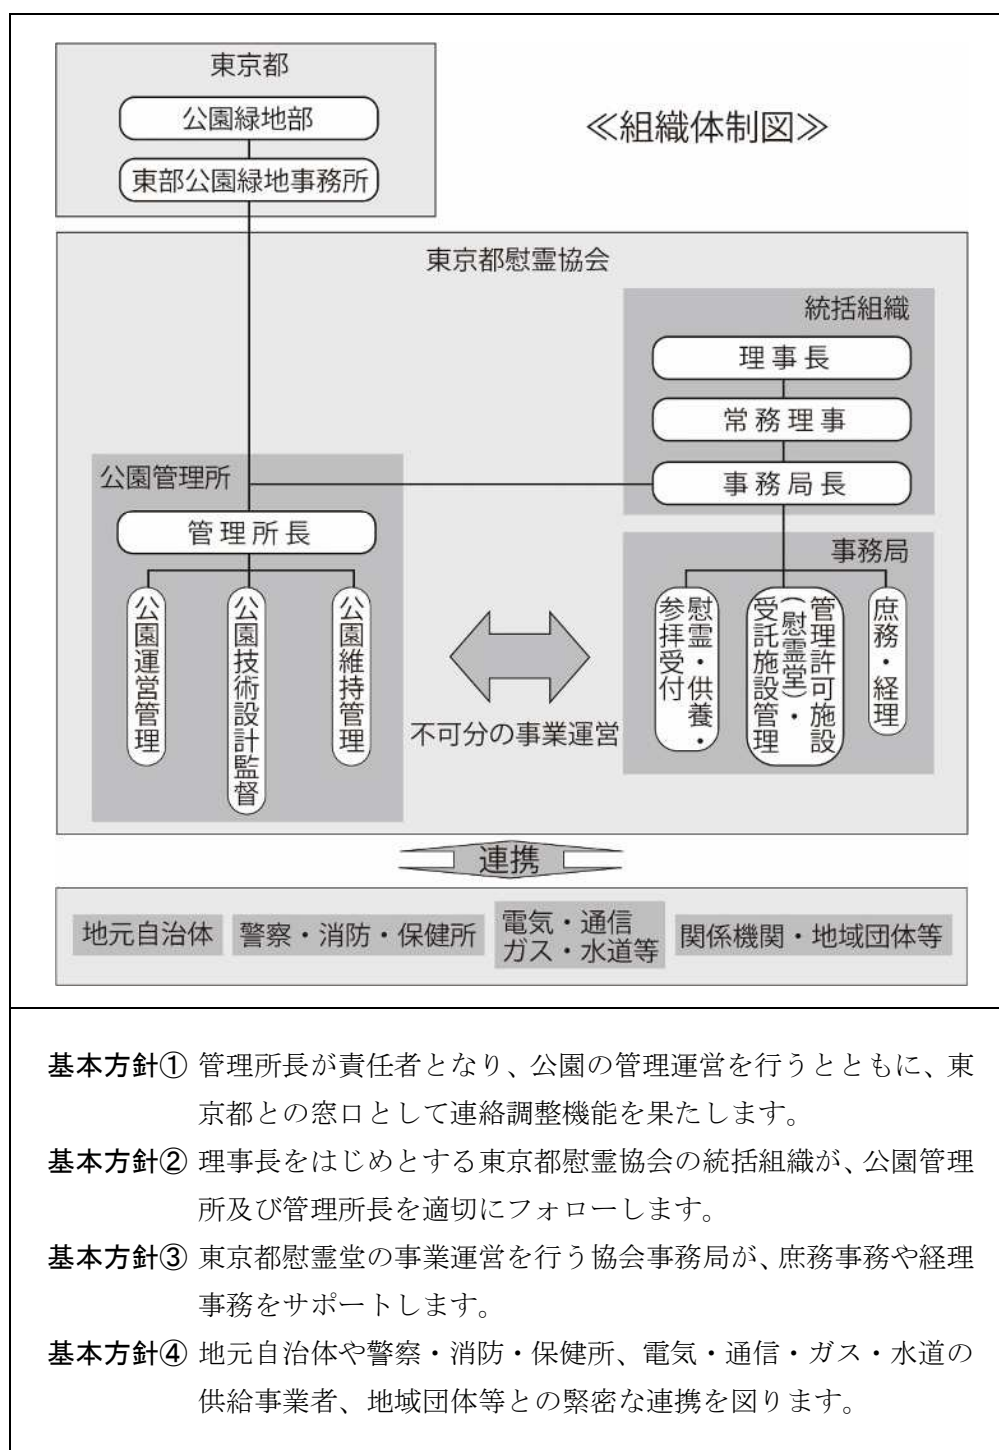 東京都
公園緑地部
東部公園緑地事務所
≪組織体制図≫
東京都慰霊協会
統括組織
理事長
常務理事
事務局長
公園管理所
管理所長
公園運営管理
公園技術設計監督
公園維持管理
不可分の事業運営
事務局
慰霊・供養・
参拝受付
管理許可施設
(慰霊堂)・
受託施設管理
庶務・経理
連携
地元自治体
警察・消防・保健所
電気・通信
ガス・水道等
関係機関・地域団体等
基本方針① 管理所長が責任者となり、公園の管理運営を行うとともに、東
京都との窓口として連絡調整機能を果たします。
基本方針② 理事長をはじめとする東京都慰霊協会の統括組織が、公園管理
所及び管理所長を適切にフォローします。
基本方針③ 東京都慰霊堂の事業運営を行う協会事務局が、庶務事務や経理
事務をサポートします。
基本方針④ 地元自治体や警察・消防・保健所、電気・通信・ガス・水道の
供給事業者、地域団体等との緊密な連携を図ります。